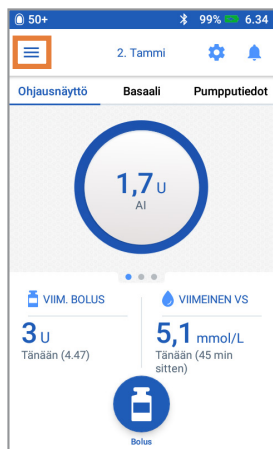 50+ 99% 6.34
2. Tammi
Ohjausnäyttö Basaali Pumpputiedot
1,7 U
AI
VIIM. BOLUS VIIMEINEN VS
3 U 5,1 mmol/L
Tänään (4.47) Tänään (45 min
sitten)
Bolus